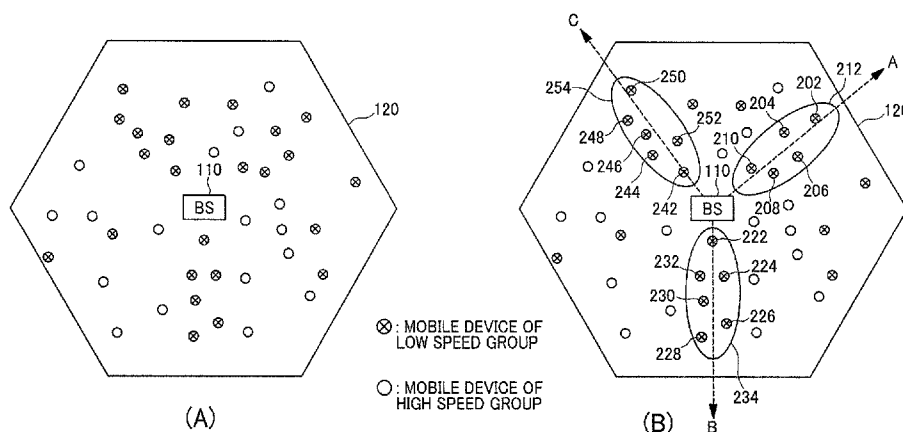 120
110
BS
(A)
⊗: MOBILE DEVICE OF
LOW SPEED GROUP
○: MOBILE DEVICE OF
HIGH SPEED GROUP
C
A
250
254
202
212
204
252
248
210
120
246
110
244
206
242
BS
208
222
232
224
230
226
228
234
(B)
B